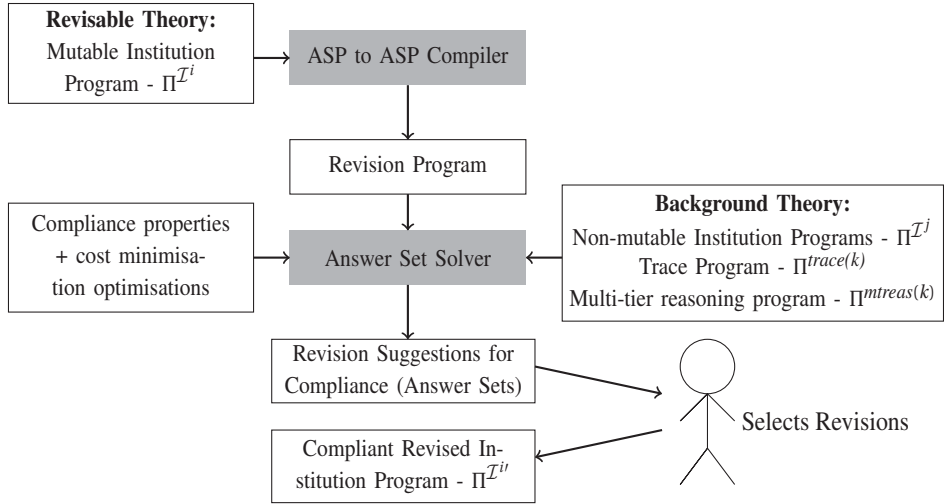 Revisable Theory:
Mutable Institution
Program - Π^{ℐ^i}
ASP to ASP Compiler
Revision Program
Compliance properties
+ cost minimisa-
tion optimisations
Answer Set Solver
Background Theory:
Non-mutable Institution Programs - Π^{ℐ^j}
Trace Program - Π^{trace(k)}
Multi-tier reasoning program - Π^{mtreas(k)}
Revision Suggestions for
Compliance (Answer Sets)
Selects Revisions
Compliant Revised In-
stitution Program - Π^{ℐ^{i′}}